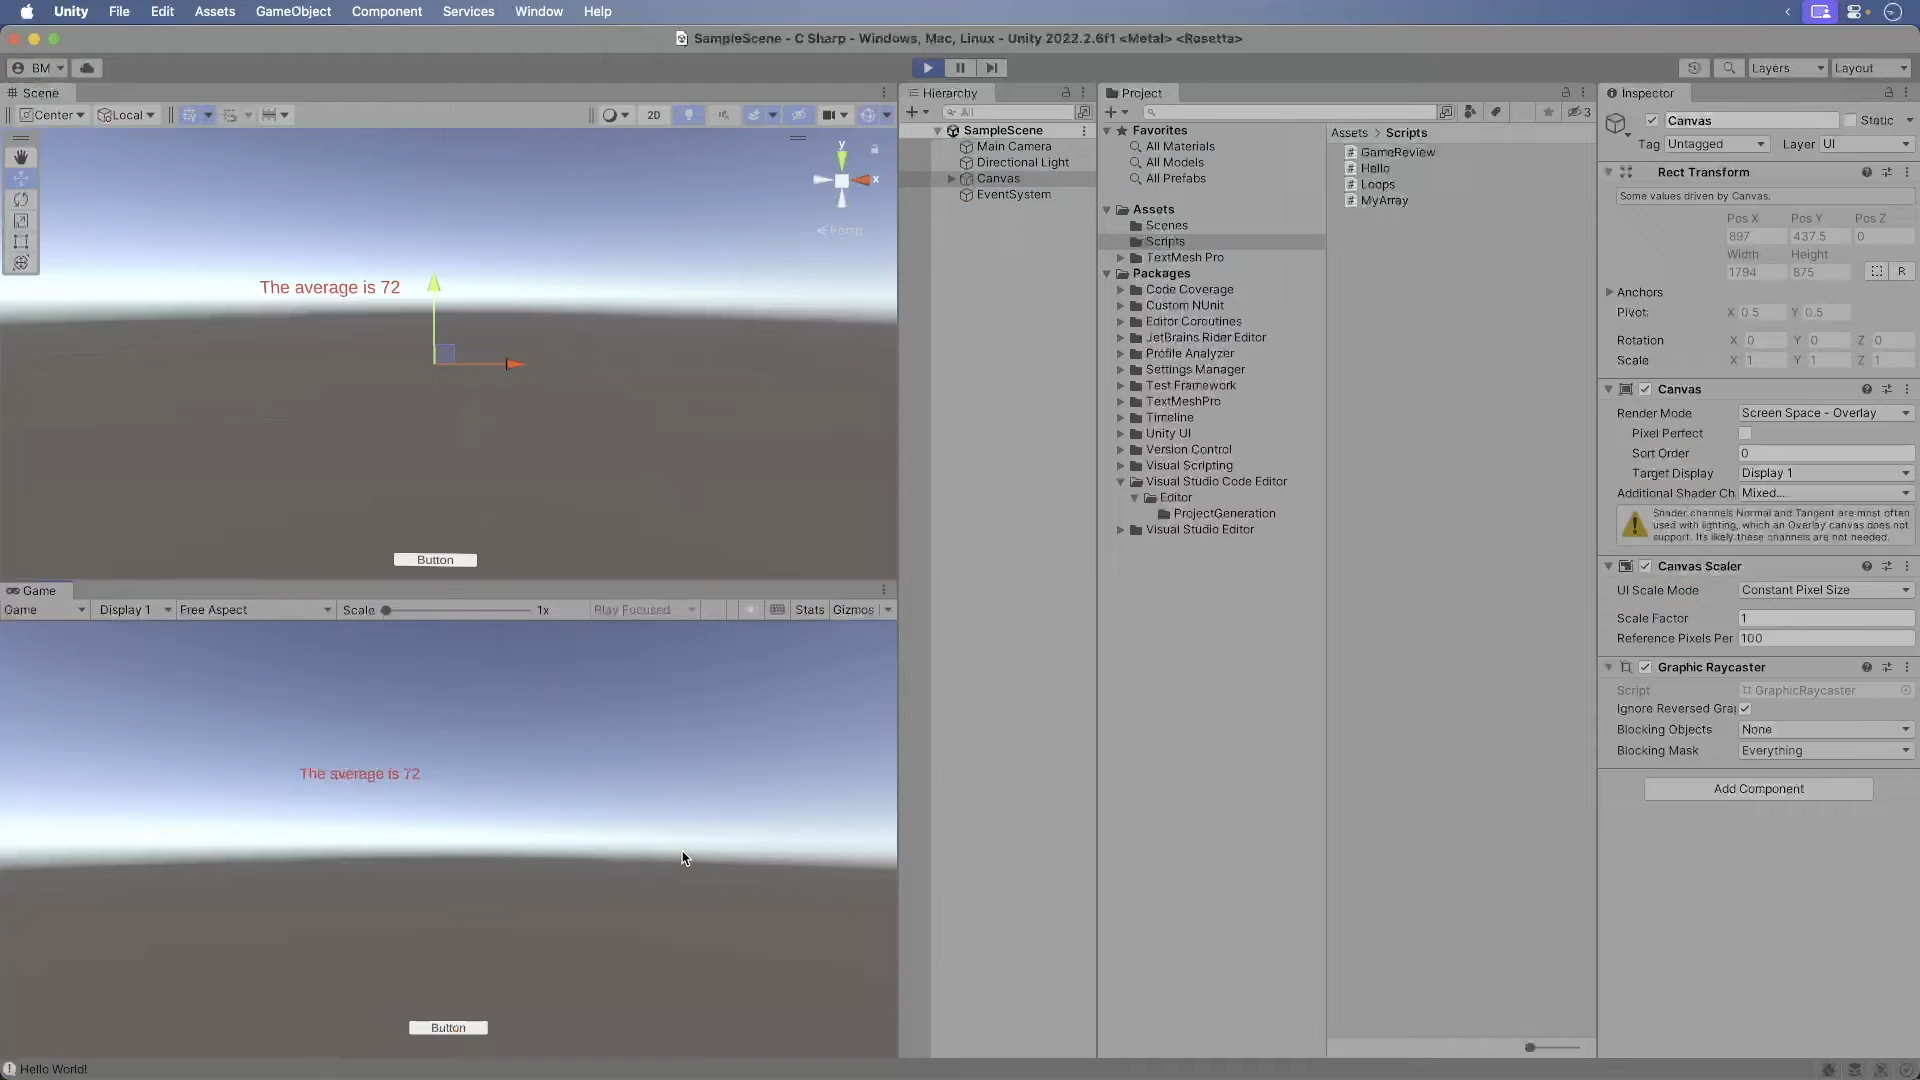 Unity File Edit Assets GameObject Component Services Window Help
SampleScene - C Sharp - Windows, Mac, Linux - Unity 2022.2.6f1 <Metal> <Rosetta>
BM
Layers
Layout
Scene
Center
Local
2D
y
x
Persp
The average is 72
Button
Game
Game
Display 1
Free Aspect
Scale
1x
Play Focused
Stats
Gizmos
The average is 72
Button
Hello World!
Hierarchy
All
SampleScene
Main Camera
Directional Light
Canvas
EventSystem
Project
3
Favorites
All Materials
All Models
All Prefabs
Assets
Scenes
Scripts
TextMesh Pro
Packages
Code Coverage
Custom NUnit
Editor Coroutines
JetBrains Rider Editor
Profile Analyzer
Settings Manager
Test Framework
TextMeshPro
Timeline
Unity UI
Version Control
Visual Scripting
Visual Studio Code Editor
Editor
ProjectGeneration
Visual Studio Editor
Assets > Scripts
GameReview
Hello
Loops
MyArray
Inspector
Canvas
Static
Tag Untagged
Layer UI
Rect Transform
Some values driven by Canvas.
Pos X Pos Y Pos Z
897 437.5 0
Width Height
1794 875
R
Anchors
Pivot X 0.5 Y 0.5
Rotation X 0 Y 0 Z 0
Scale X 1 Y 1 Z 1
Canvas
Render Mode Screen Space - Overlay
Pixel Perfect
Sort Order 0
Target Display Display 1
Additional Shader Ch Mixed...
Shader channels Normal and Tangent are most often
used with lighting, which an Overlay canvas does not
support. Its likely these channels are not needed.
Canvas Scaler
UI Scale Mode Constant Pixel Size
Scale Factor 1
Reference Pixels Per 100
Graphic Raycaster
Script GraphicRaycaster
Ignore Reversed Gra
Blocking Objects None
Blocking Mask Everything
Add Component